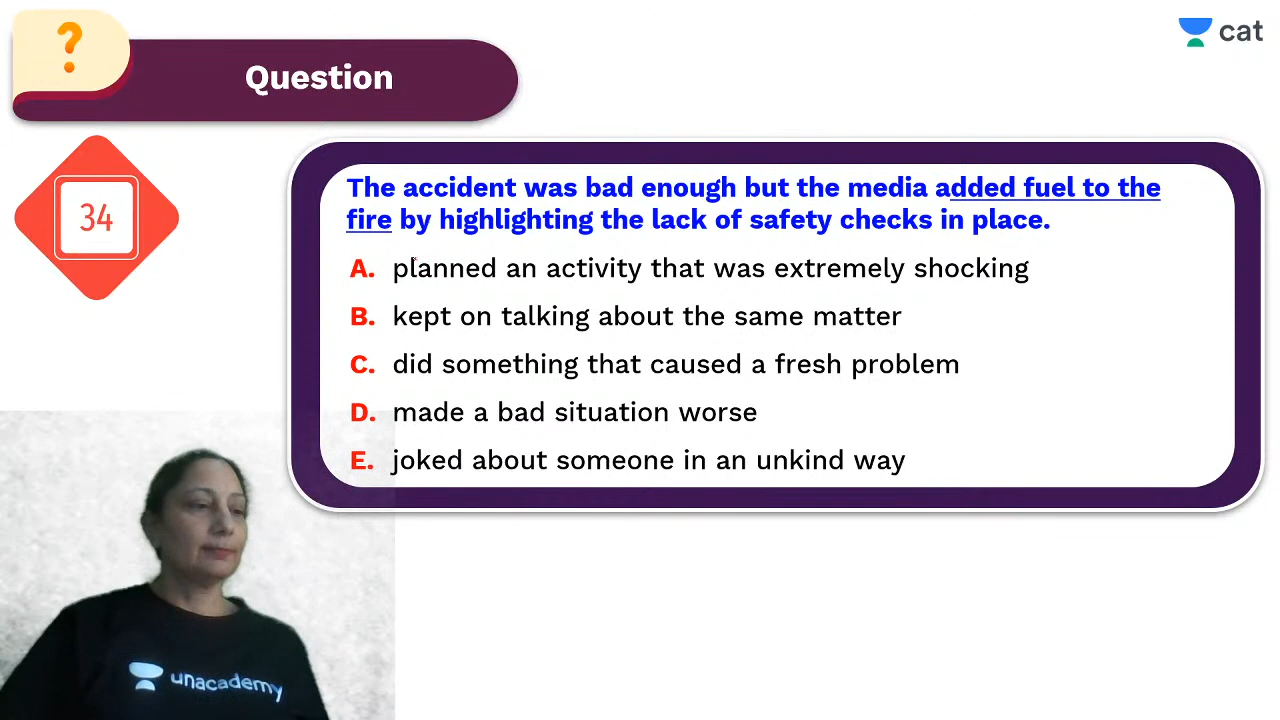 ?
Question
cat
34
The accident was bad enough but the media added fuel to the
fire by highlighting the lack of safety checks in place.
A. planned an activity that was extremely shocking
B. kept on talking about the same matter
C. did something that caused a fresh problem
D. made a bad situation worse
E. joked about someone in an unkind way
unacademy